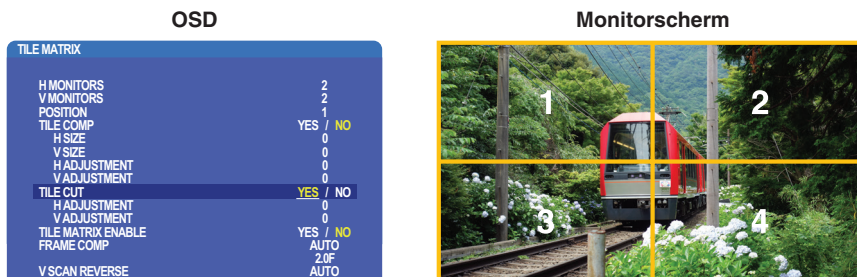 OSD
TILE MATRIX
H MONITORS 2
V MONITORS 2
POSITION 1
TILE COMP YES / NO
H SIZE 0
V SIZE 0
H ADJUSTMENT 0
V ADJUSTMENT 0
TILE CUT YES / NO
H ADJUSTMENT 0
V ADJUSTMENT 0
TILE MATRIX ENABLE YES / NO
FRAME COMP AUTO
2.0F
V SCAN REVERSE AUTO
Monitorscherm
1 2
3 4